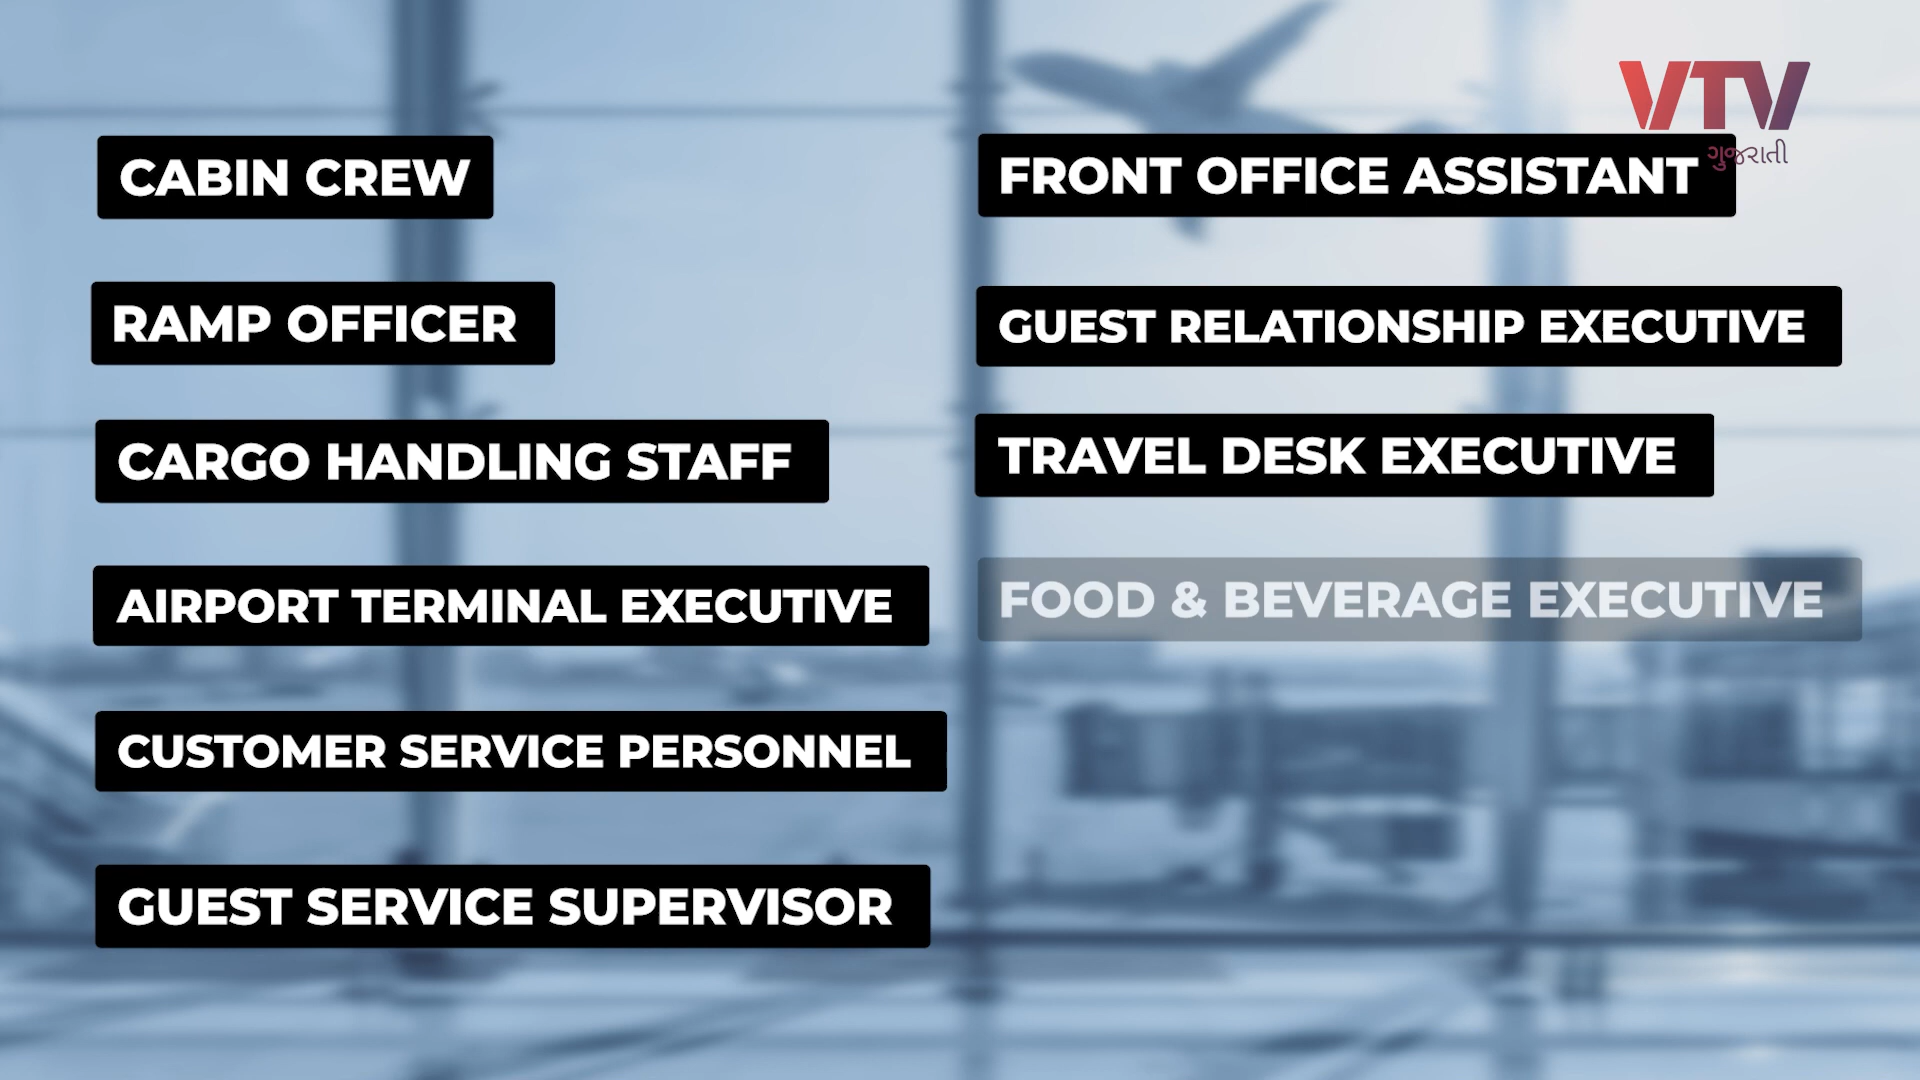 VTV
ગુજરાતી
CABIN CREW
RAMP OFFICER
CARGO HANDLING STAFF
AIRPORT TERMINAL EXECUTIVE
CUSTOMER SERVICE PERSONNEL
GUEST SERVICE SUPERVISOR
FRONT OFFICE ASSISTANT
GUEST RELATIONSHIP EXECUTIVE
TRAVEL DESK EXECUTIVE
FOOD & BEVERAGE EXECUTIVE